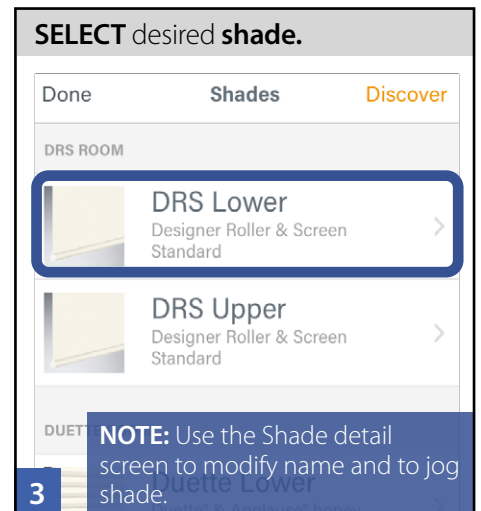 SELECT desired shade.
Done Shades Discover
DRS ROOM
DRS Lower
Designer Roller & Screen
Standard
DRS Upper
Designer Roller & Screen
Standard
DUET
NOTE: Use the Shade detail
screen to modify name and to jog
shade.
Duette Lower
3